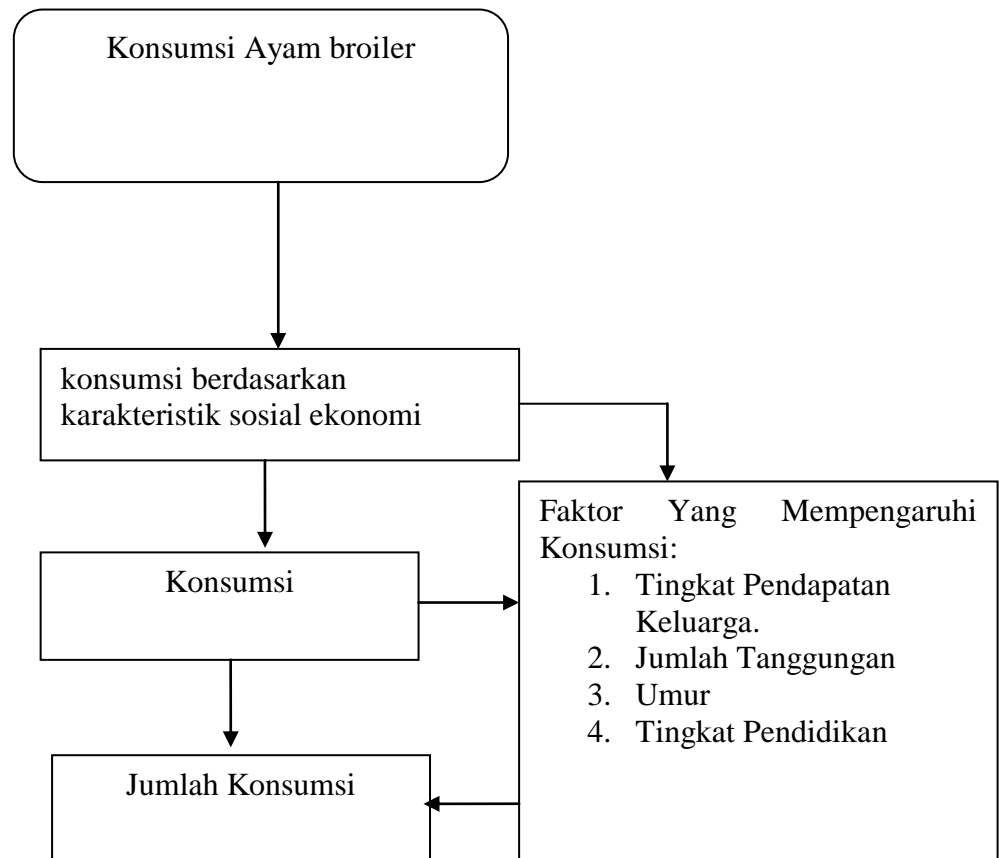 Konsumsi Ayam broiler
konsumsi berdasarkan
karakteristik sosial ekonomi
Konsumsi
Jumlah Konsumsi
Faktor Yang Mempengaruhi
Konsumsi:
1. Tingkat Pendapatan
Keluarga.
2. Jumlah Tanggungan
3. Umur
4. Tingkat Pendidikan